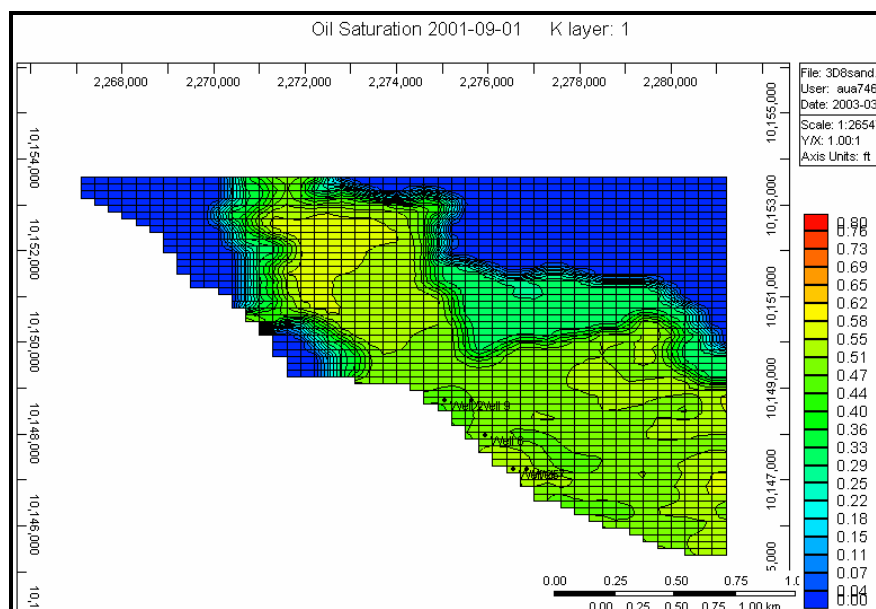 Oil Saturation 2001-09-01 K layer: 1
2,268,000 2,270,000 2,272,000 2,274,000 2,276,000 2,278,000 2,280,000
File: 3D8sand.
User: aua746
Date: 2003-03
Scale: 1:2654
Y/X: 1.00:1
Axis Units: ft
10,154,000
10,152,000
10,150,000
10,148,000
10,146,000
10,1
10,155,000
10,153,000
10,151,000
10,149,000
10,147,000
5,000
0.80
0.76
0.73
0.69
0.65
0.62
0.58
0.55
0.51
0.47
0.44
0.40
0.36
0.33
0.29
0.25
0.22
0.18
0.15
0.11
0.07
0.04
0.00
Well 9
Well 6
0.00 0.25 0.50 0.75 1.0
0.00 0.25 0.50 0.75 1.00 km